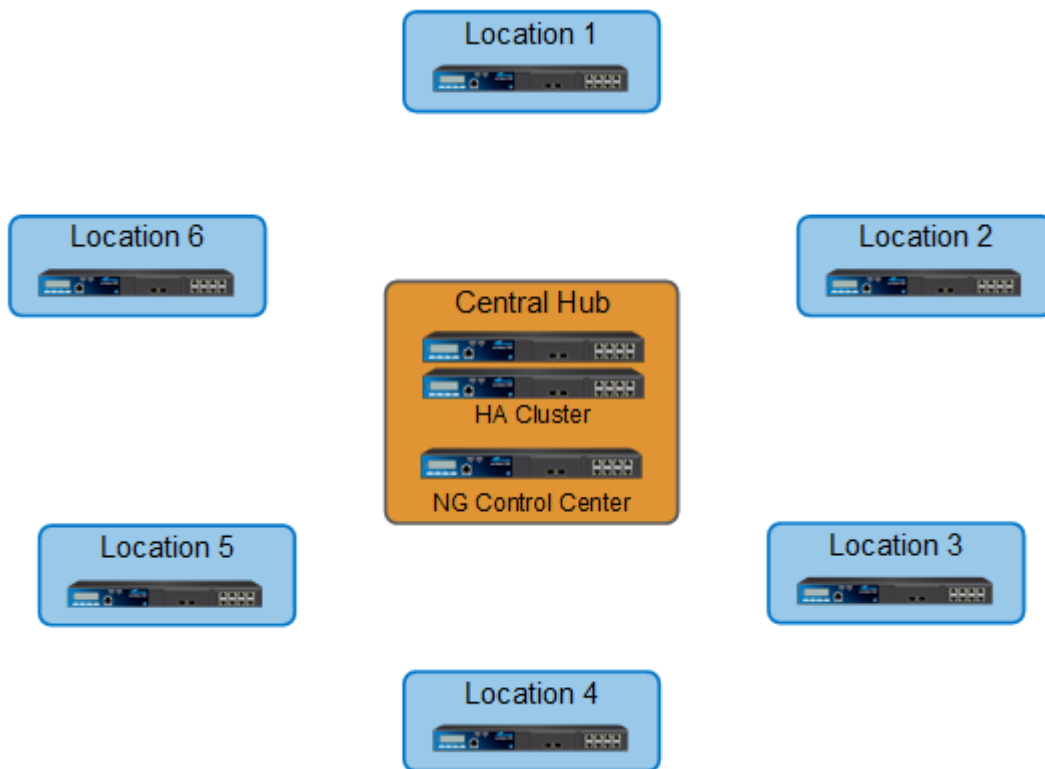 Location 1
Location 6
Location 2
Central Hub
HA Cluster
NG Control Center
Location 5
Location 3
Location 4